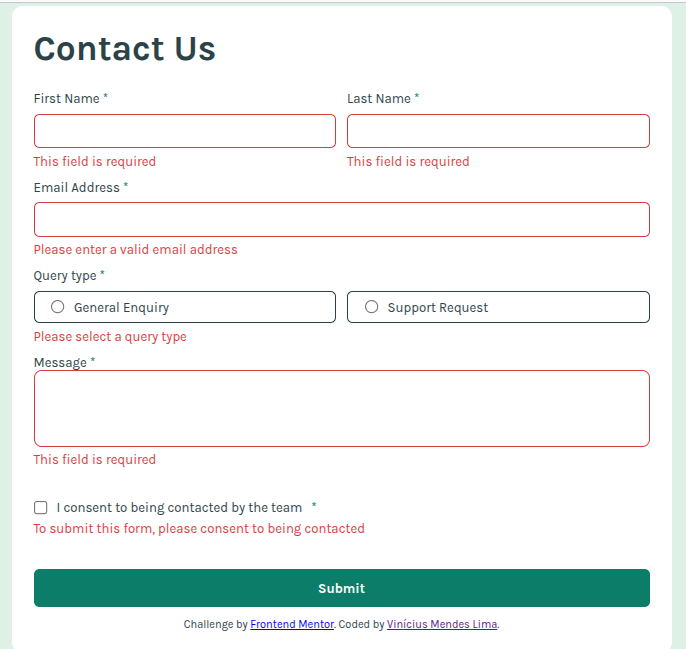 Contact Us
First Name * Last Name *
This field is required This field is required
Email Address *
Please enter a valid email address
Query type *
General Enquiry Support Request
Please select a query type
Message *
This field is required
I consent to being contacted by the team *
To submit this form, please consent to being contacted
Submit
Challenge by Frontend Mentor. Coded by Vinícius Mendes Lima.